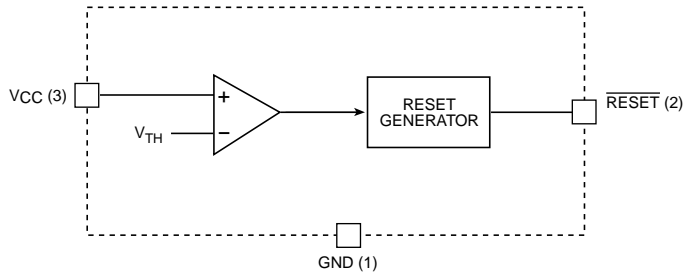 VCC (3)
+
VTH
−
RESET
GENERATOR
RESET (2)
GND (1)